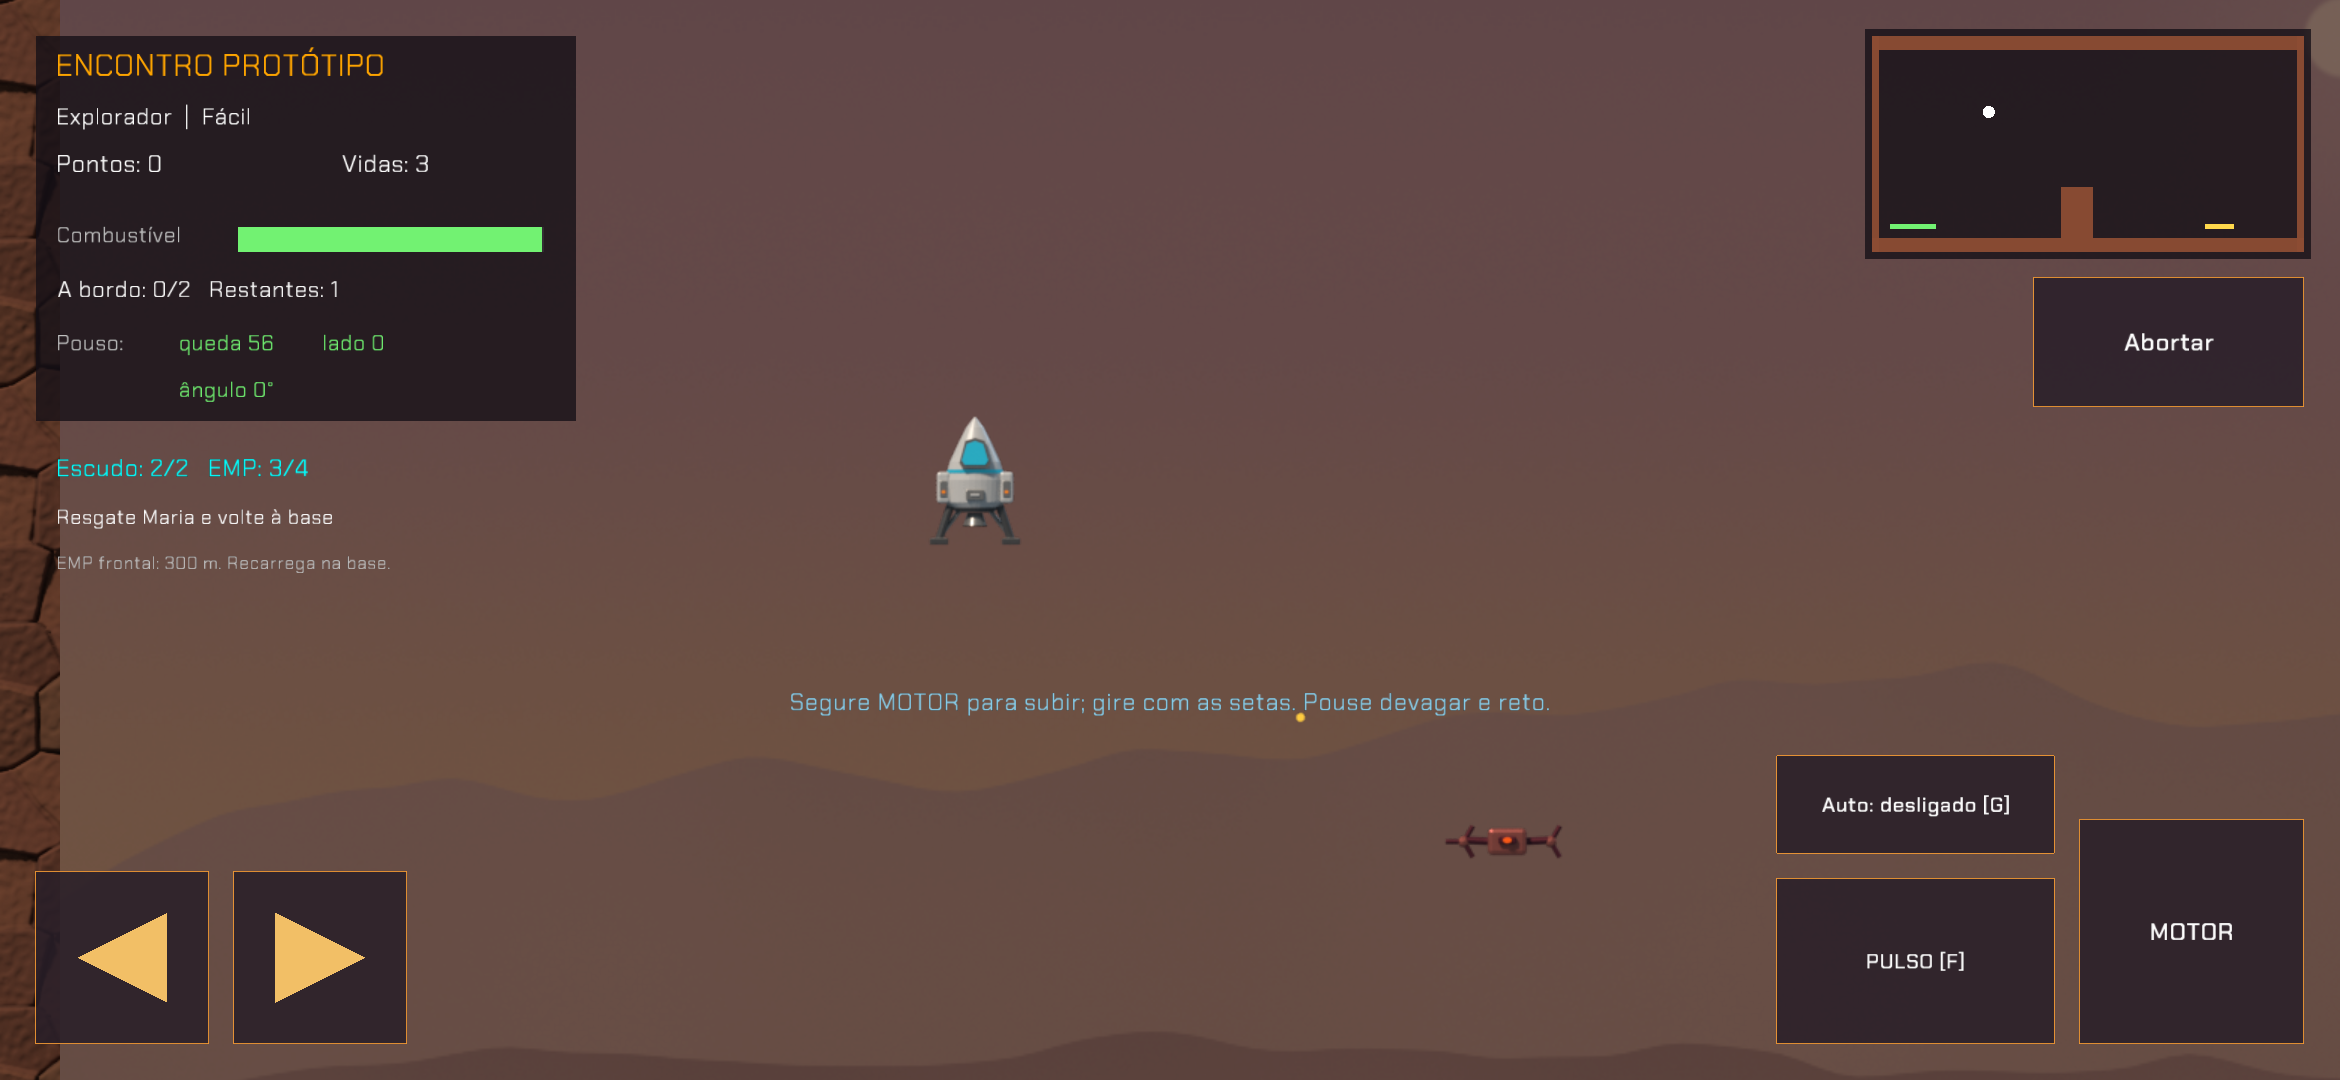 ENCONTRO PROTÓTIPO
Explorador | Fácil
Pontos: 0 Vidas: 3
Combustível
A bordo: 0/2 Restantes: 1
Pouso: queda 56 lado 0
ângulo 0°
Abortar
Escudo: 2/2 EMP: 3/4
Resgate Maria e volte à base
EMP frontal: 300 m. Recarrega na base.
Segure MOTOR para subir; gire com as setas. Pouse devagar e reto.
Auto: desligado [G]
PULSO [F]
MOTOR